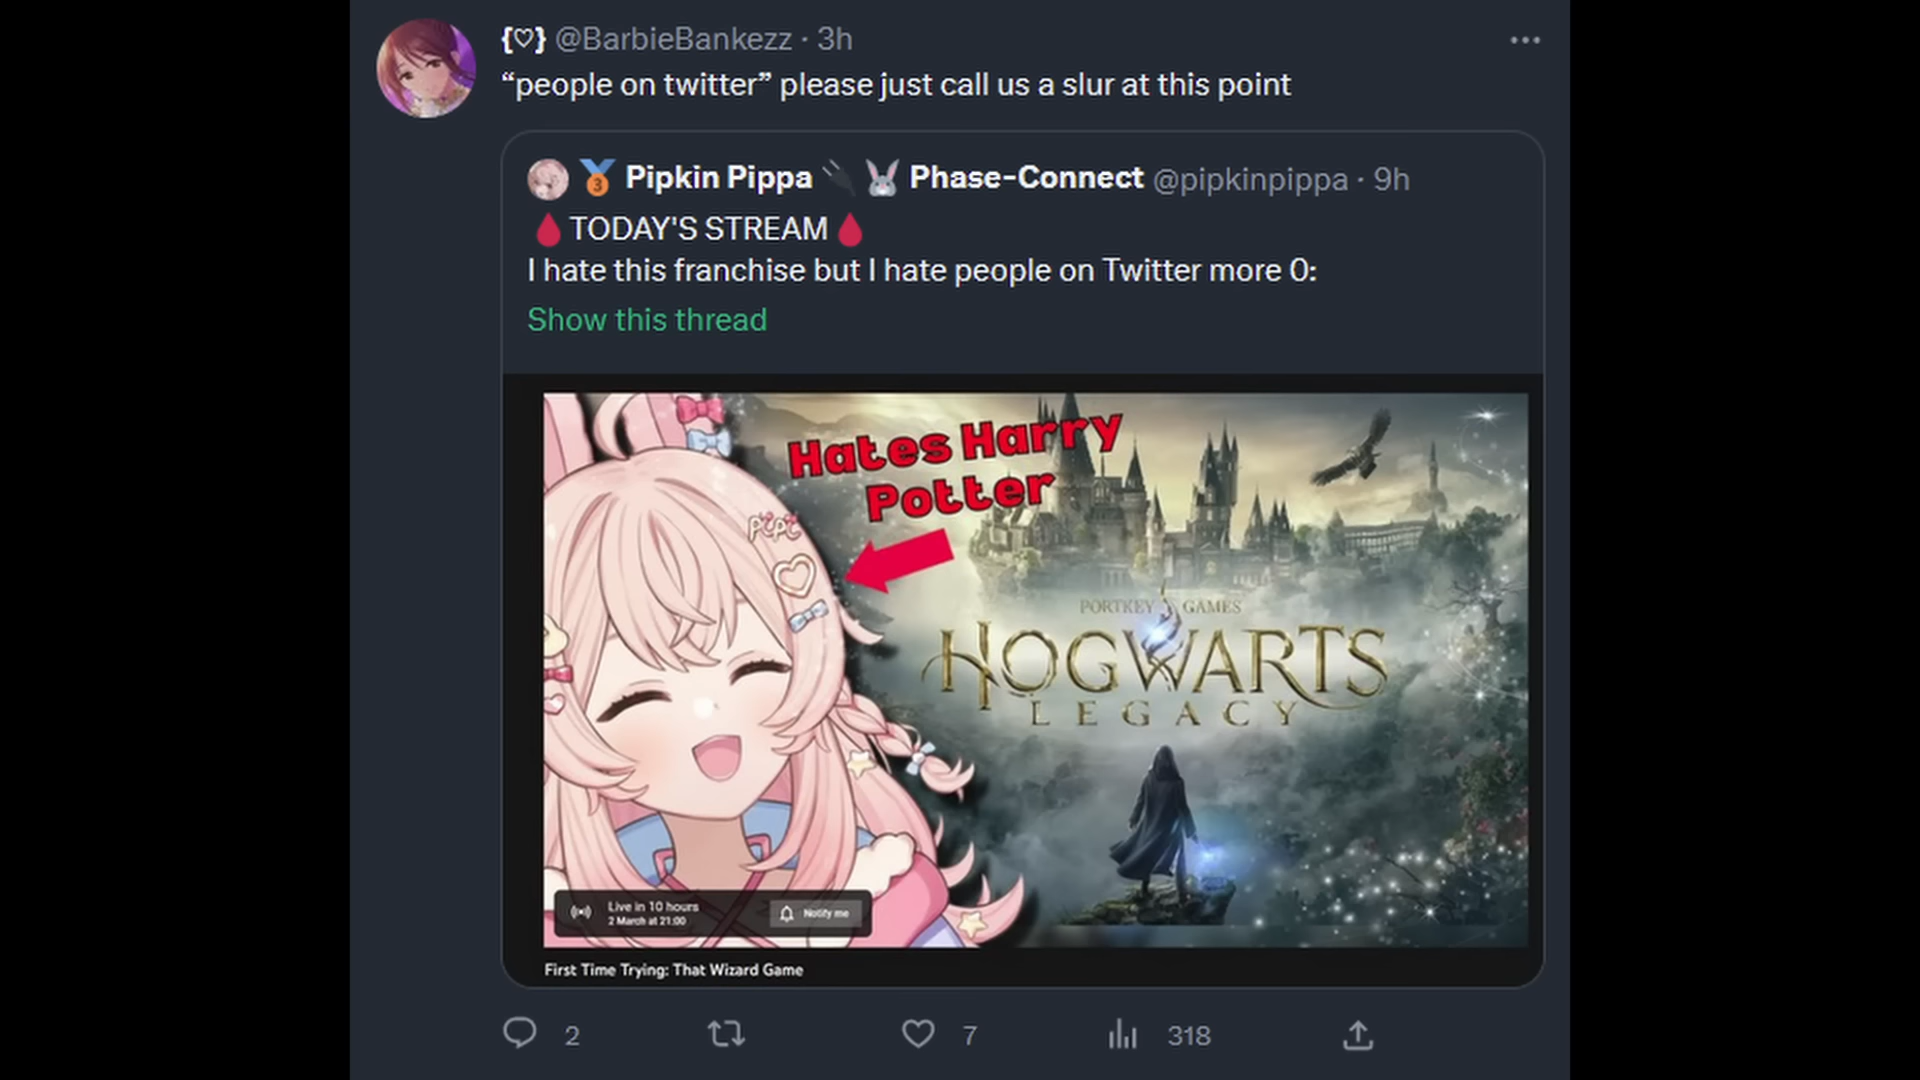 {♡} @BarbieBankezz · 3h
“people on twitter” please just call us a slur at this point
Pipkin Pippa Phase-Connect @pipkinpippa · 9h
TODAY'S STREAM
I hate this franchise but I hate people on Twitter more O:
Show this thread
Hates Harry
Potter
pipi
PORTKEY GAMES
HOGWARTS
LEGACY
Live in 10 hours
2 March at 21:00
Notify me
First Time Trying: That Wizard Game
2
7
318